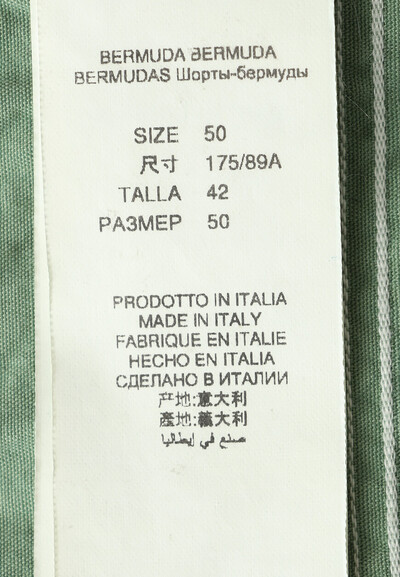 BERMUDA BERMUDA
BERMUDAS Шорты-бермуды
SIZE 50
尺寸 175/89A
TALLA 42
РАЗМЕР 50
PRODOTTO IN ITALIA
MADE IN ITALY
FABRIQUE EN ITALIE
HECHO EN ITALIA
СДЕЛАНО В ИТАЛИИ
产地:意大利
產地:義大利
صنع في إيطاليا